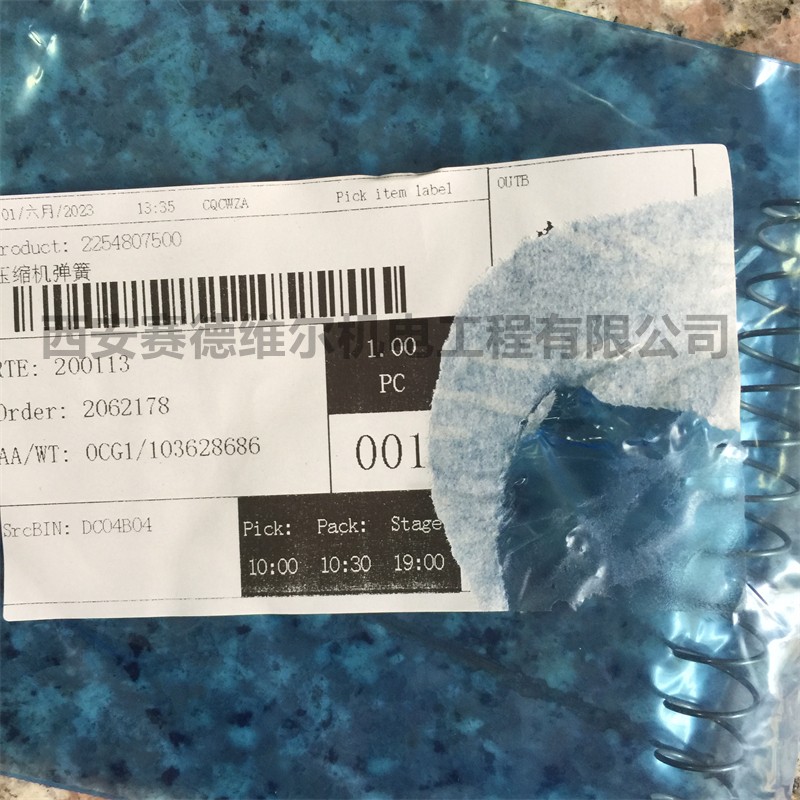 01/六月/2023 13:35 CQCWZA Pick item label
OUTB
roduct: 2254807500
压缩机弹簧
西安赛德维尔机电工程有限公司
RTE: 200113
1.00
PC
Order: 2062178
AA/WT: OCG1/103628686
001
SrcBIN: DC04B04
Pick: Pack: Stage
10:00 10:30 19:00